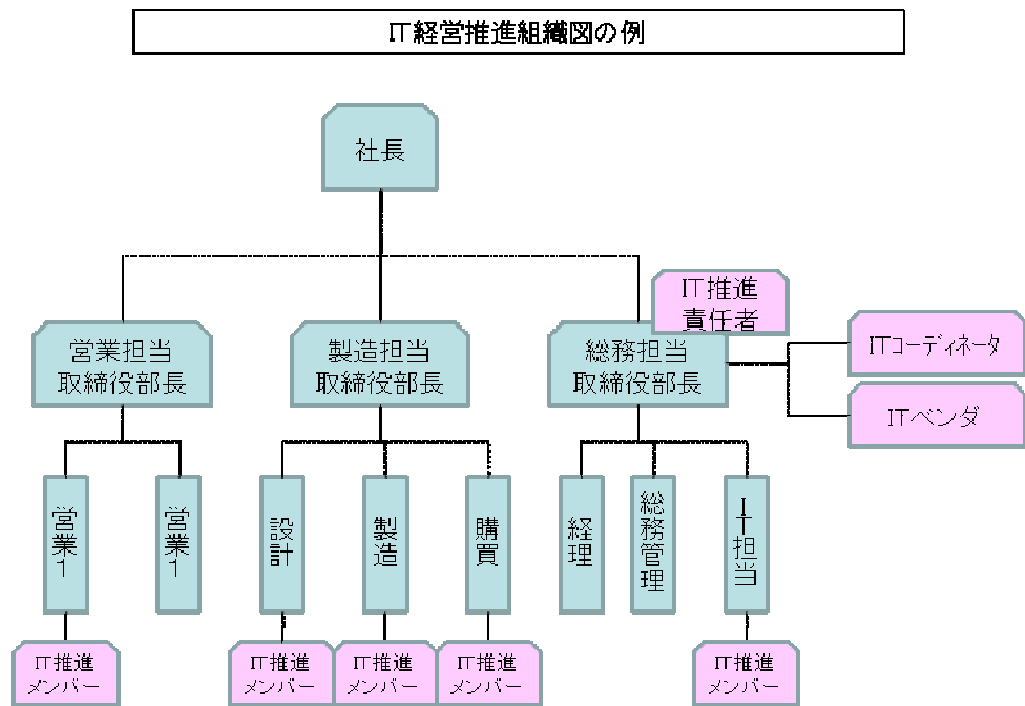 IT経営推進組織図の例
社長
IT推進
責任者
営業担当
取締役部長
製造担当
取締役部長
総務担当
取締役部長
ITコーディネータ
ITベンダ
営業1
営業1
設計
製造
購買
経理
総務管理
IT担当
IT推進
メンバー
IT推進
メンバー
IT推進
メンバー
IT推進
メンバー
IT推進
メンバー